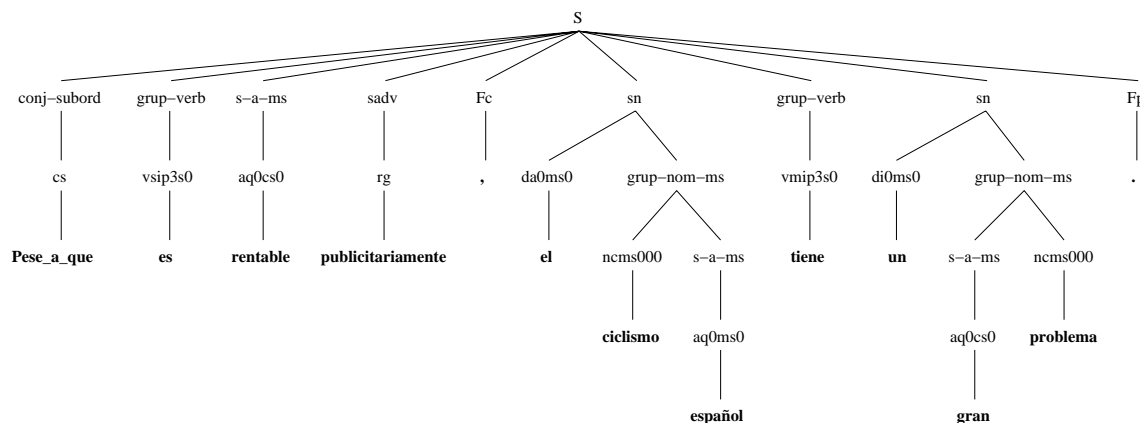 S
conj–subord grup–verb s–a–ms sadv Fc sn grup–verb sn Fp
cs vsip3s0 aq0cs0 rg , da0ms0 grup–nom–ms vmip3s0 di0ms0 grup–nom–ms .
Pese_a_que es rentable publicitariamente el ncms000 s–a–ms tiene un s–a–ms ncms000
ciclismo aq0ms0 aq0cs0 problema
español gran